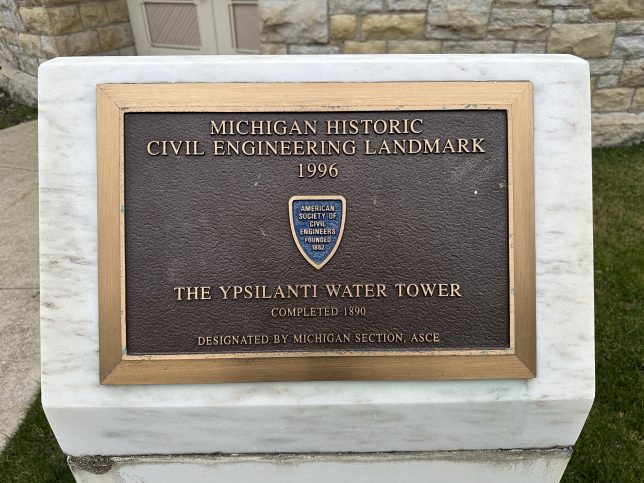 MICHIGAN HISTORIC
CIVIL ENGINEERING LANDMARK
1996
AMERICAN
SOCIETY OF
CIVIL
ENGINEERS
FOUNDED
1852
THE YPSILANTI WATER TOWER
COMPLETED 1890
DESIGNATED BY MICHIGAN SECTION, ASCE